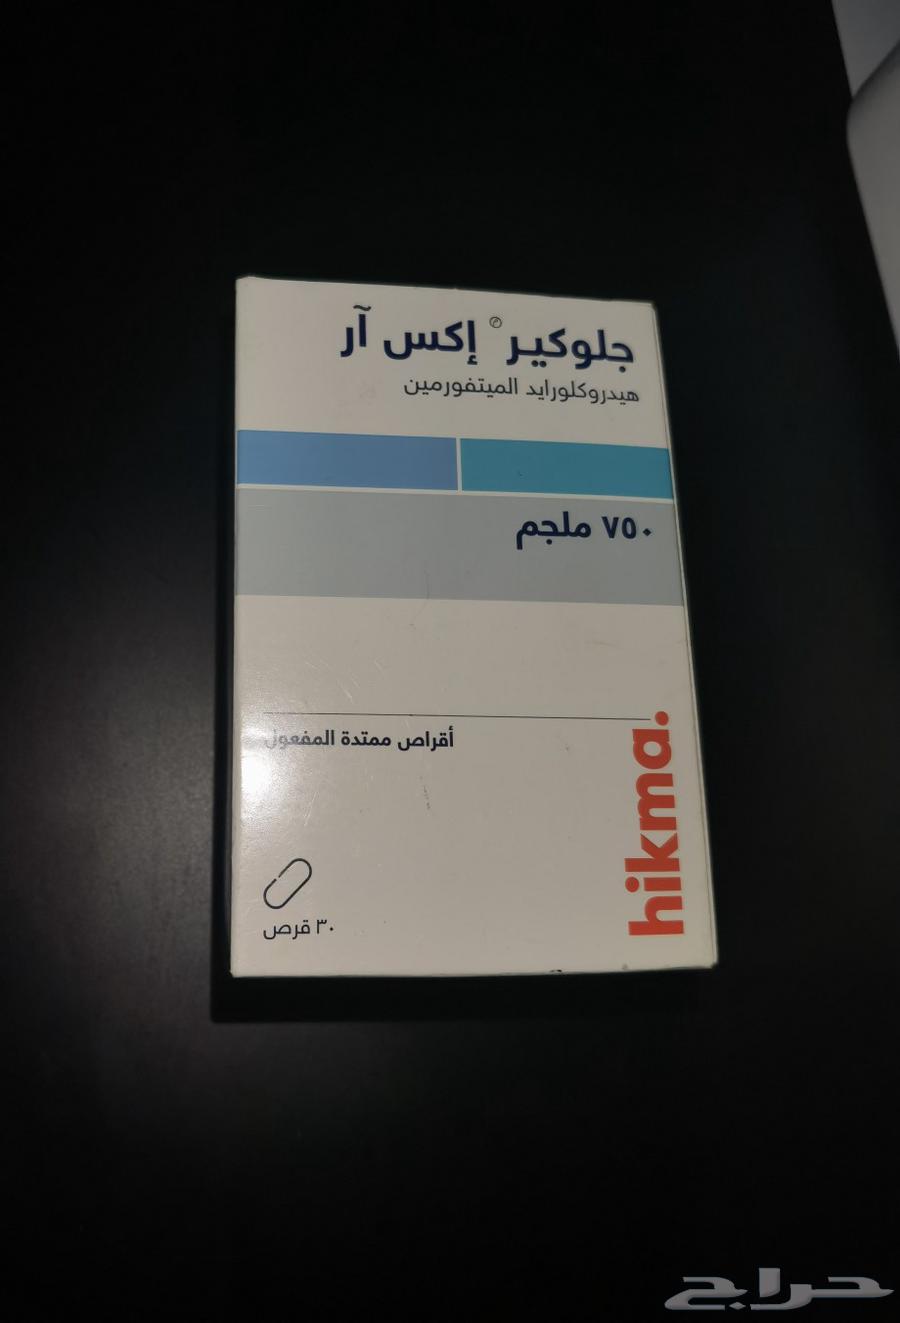 جلوكير® إكس آر
هيدروكلورايد الميتفورمين
٧٥٠ ملجم
أقراص ممتدة المفعول
hikma.
٣٠ قرص
حراج